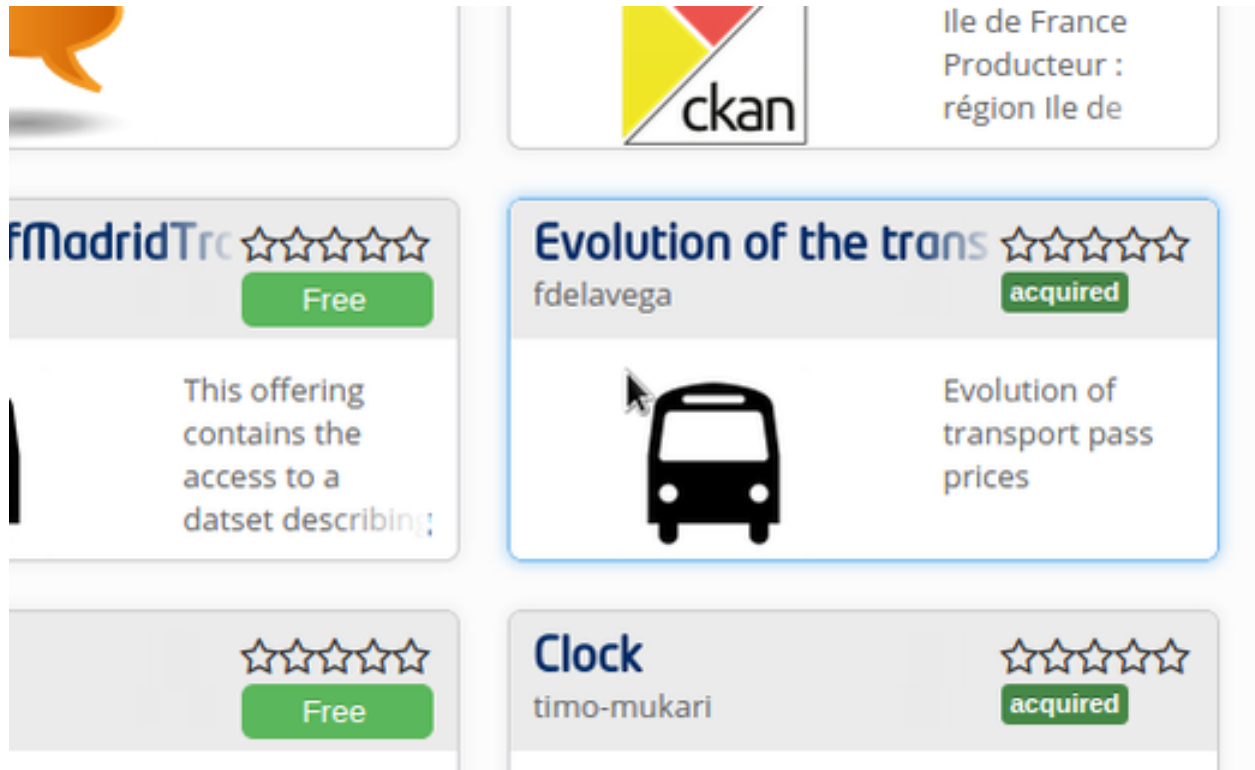 Ile de France
Producteur :
région Ile de
ckan
fMadridTr
Free
This offering
contains the
access to a
datset describing
Evolution of the trans
fdelavega
acquired
Evolution of
transport pass
prices
Free
Clock
timo-mukari
acquired